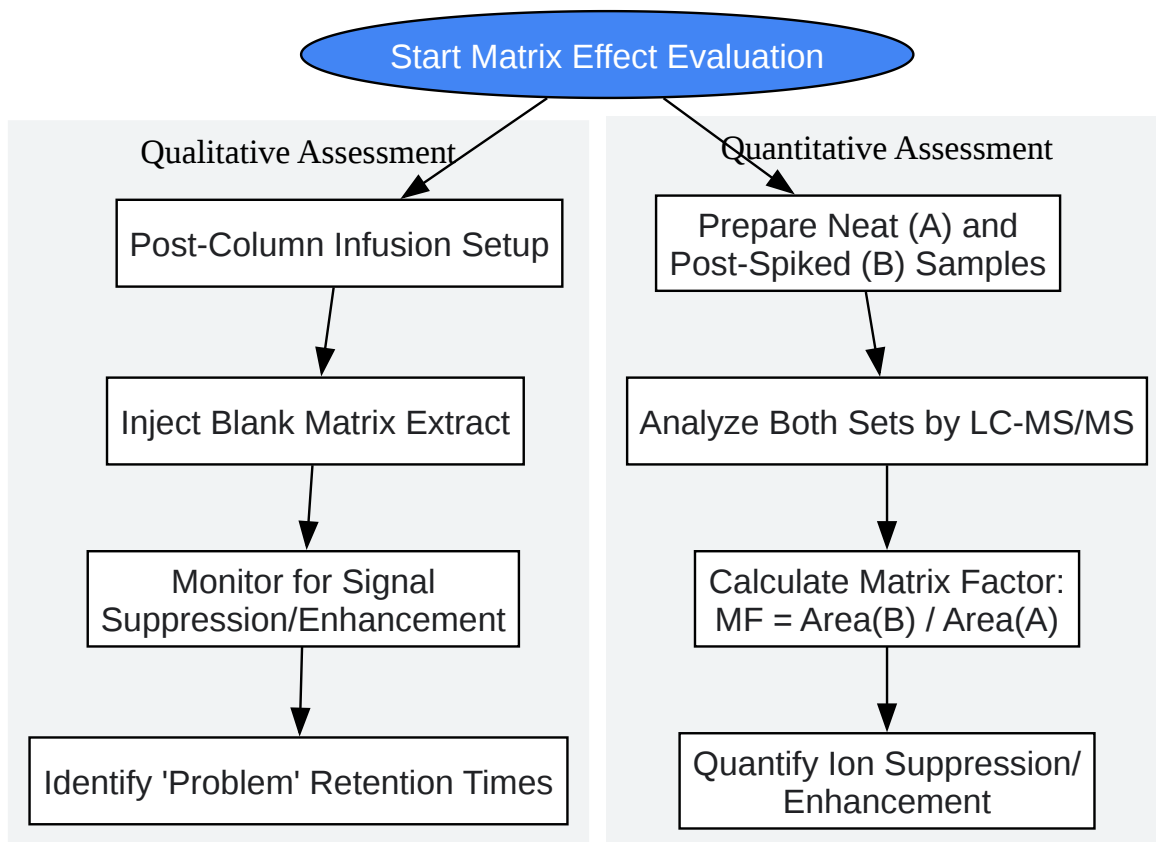 Start Matrix Effect Evaluation
Qualitative Assessment
Post-Column Infusion Setup
Inject Blank Matrix Extract
Monitor for Signal
Suppression/Enhancement
Identify 'Problem' Retention Times
Quantitative Assessment
Prepare Neat (A) and
Post-Spiked (B) Samples
Analyze Both Sets by LC-MS/MS
Calculate Matrix Factor:
MF = Area(B) / Area(A)
Quantify Ion Suppression/
Enhancement